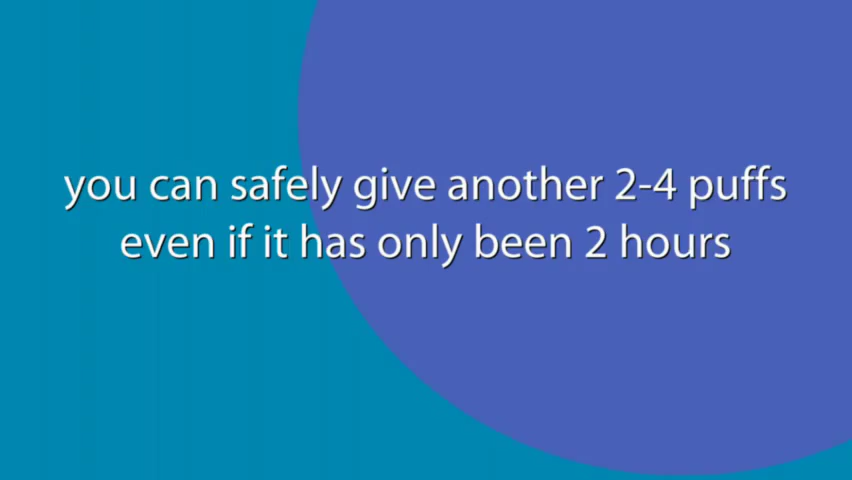 you can safely give another 2-4 puffs
even if it has only been 2 hours